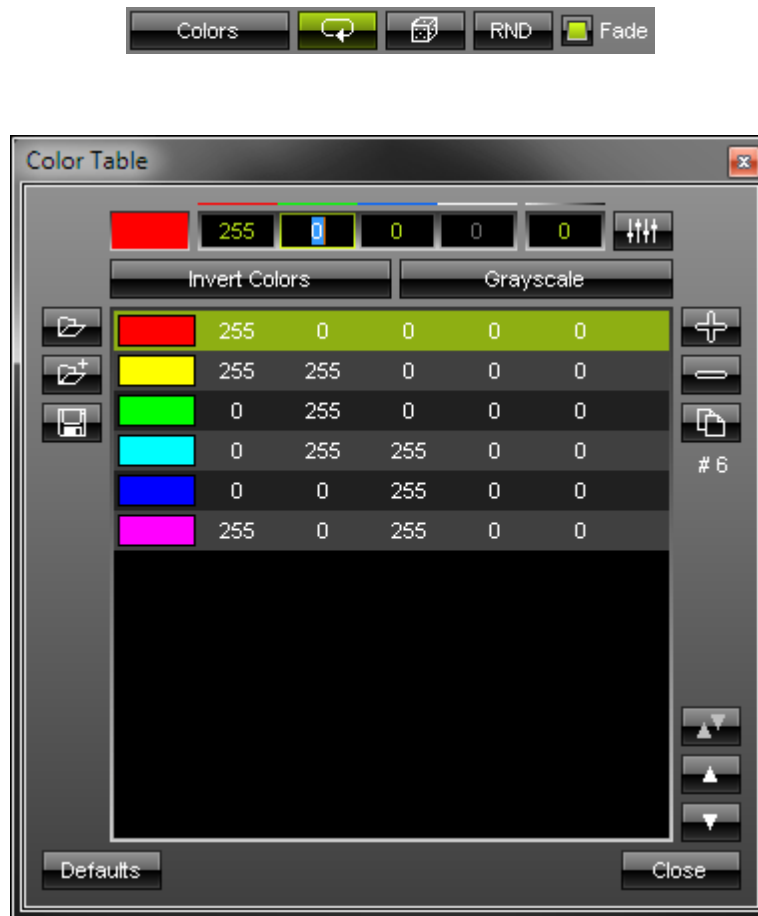 Colors RND Fade
Color Table
255 0 0 0 0
Invert Colors Grayscale
255 0 0 0 0
255 255 0 0 0
0 255 0 0 0
0 255 255 0 0
# 6
0 0 255 0 0
255 0 255 0 0
Defaults Close